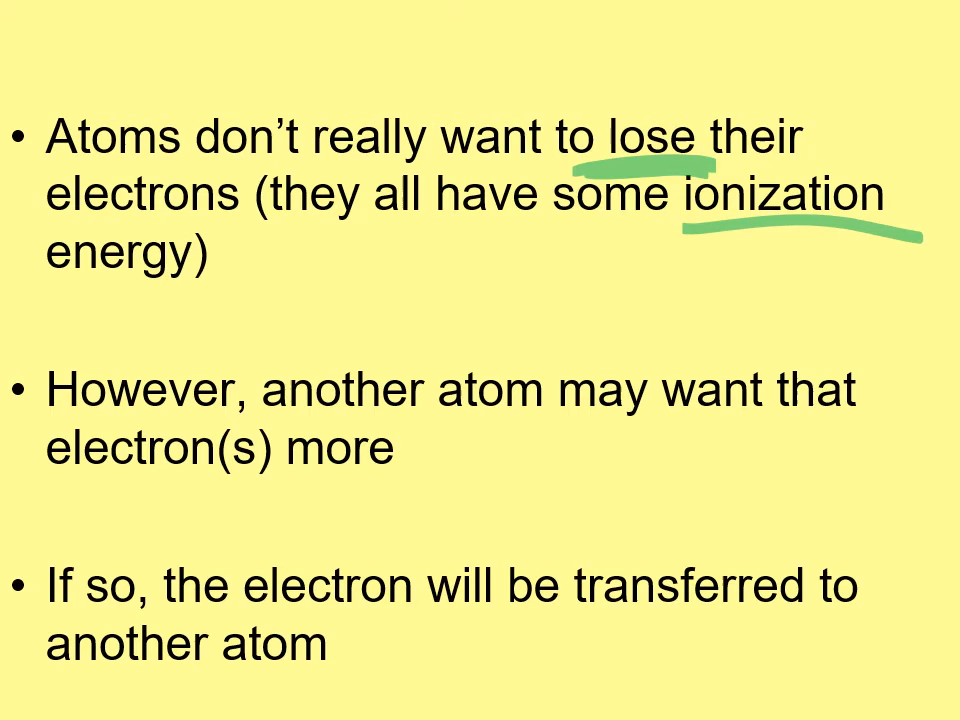 • Atoms don’t really want to lose their
electrons (they all have some ionization
energy)
• However, another atom may want that
electron(s) more
• If so, the electron will be transferred to
another atom